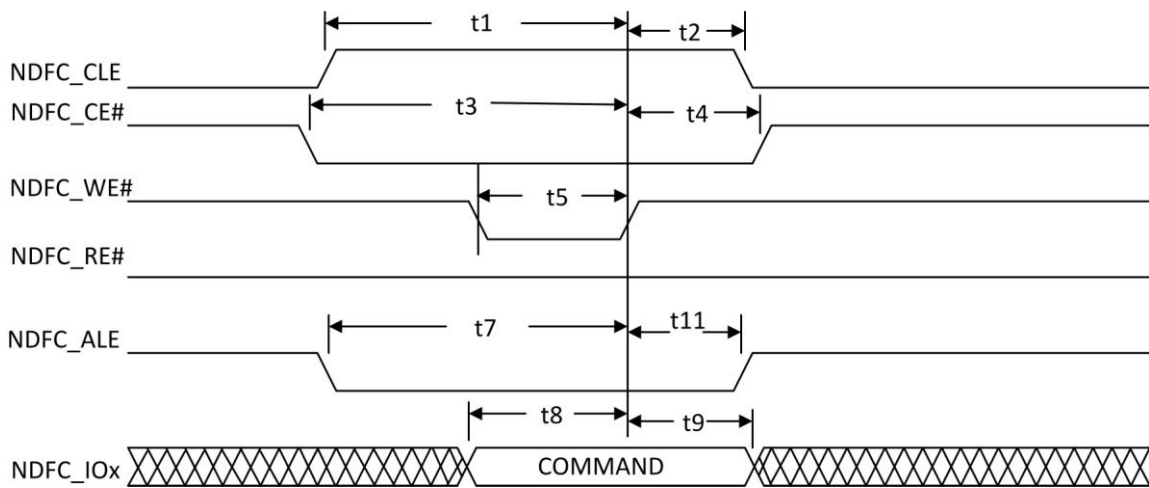 t1
t2
NDFC_CLE
t3
t4
NDFC_CE#
t5
NDFC_WE#
NDFC_RE#
t7
t11
NDFC_ALE
t8
t9
NDFC_IOx
COMMAND